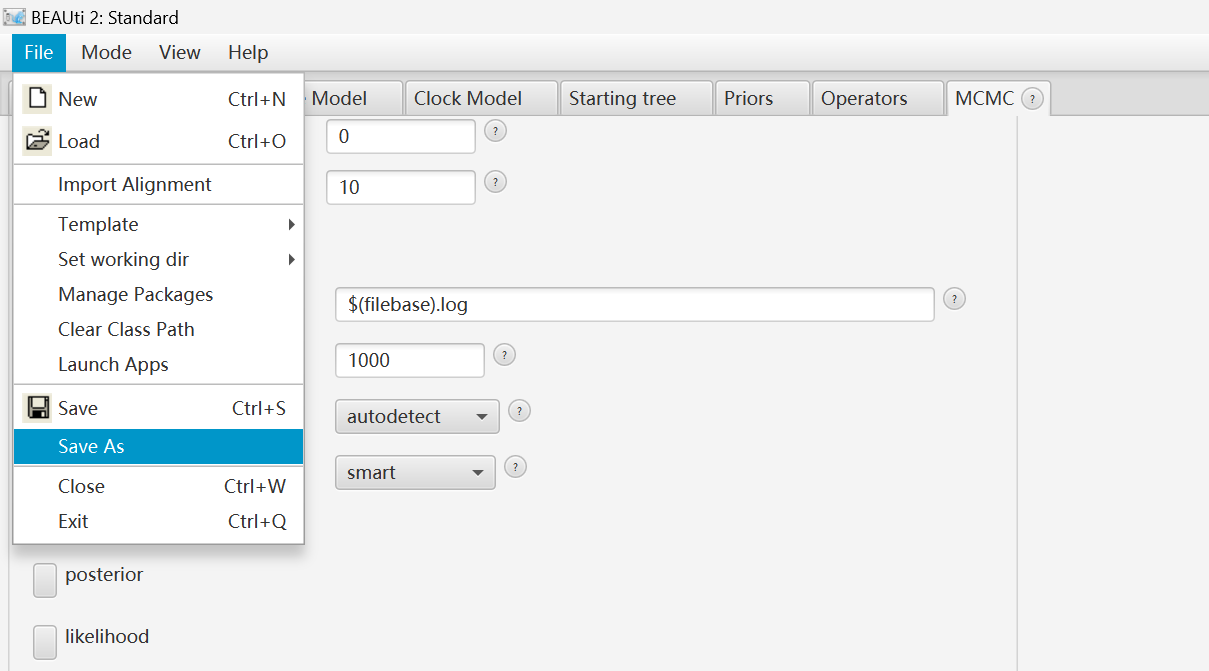 BEAUti 2: Standard
File Mode View Help
Model Clock Model Starting tree Priors Operators MCMC ?
New Ctrl+N
Load Ctrl+O
Import Alignment
Template
Set working dir
Manage Packages
Clear Class Path
Launch Apps
Save Ctrl+S
Save As
Close Ctrl+W
Exit Ctrl+Q
0 ?
10 ?
$(filebase).log ?
1000 ?
autodetect ?
smart ?
posterior
likelihood